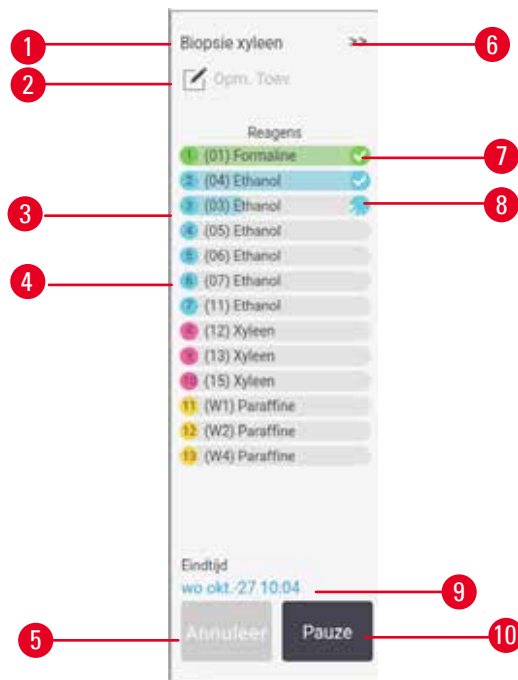 1 Biopsie xyleen >> 6
2 Opm. Toev.
Reagens
1 (01) Formaline 7
2 (04) Ethanol
3 3 (03) Ethanol 8
4 (05) Ethanol
5 (06) Ethanol
4 6 (07) Ethanol
7 (11) Ethanol
8 (12) Xyleen
9 (13) Xyleen
10 (15) Xyleen
11 (W1) Paraffine
12 (W2) Paraffine
13 (W4) Paraffine
Eindtijd
wo okt.-27 10:04 9
5 Annuleer Pauze 10